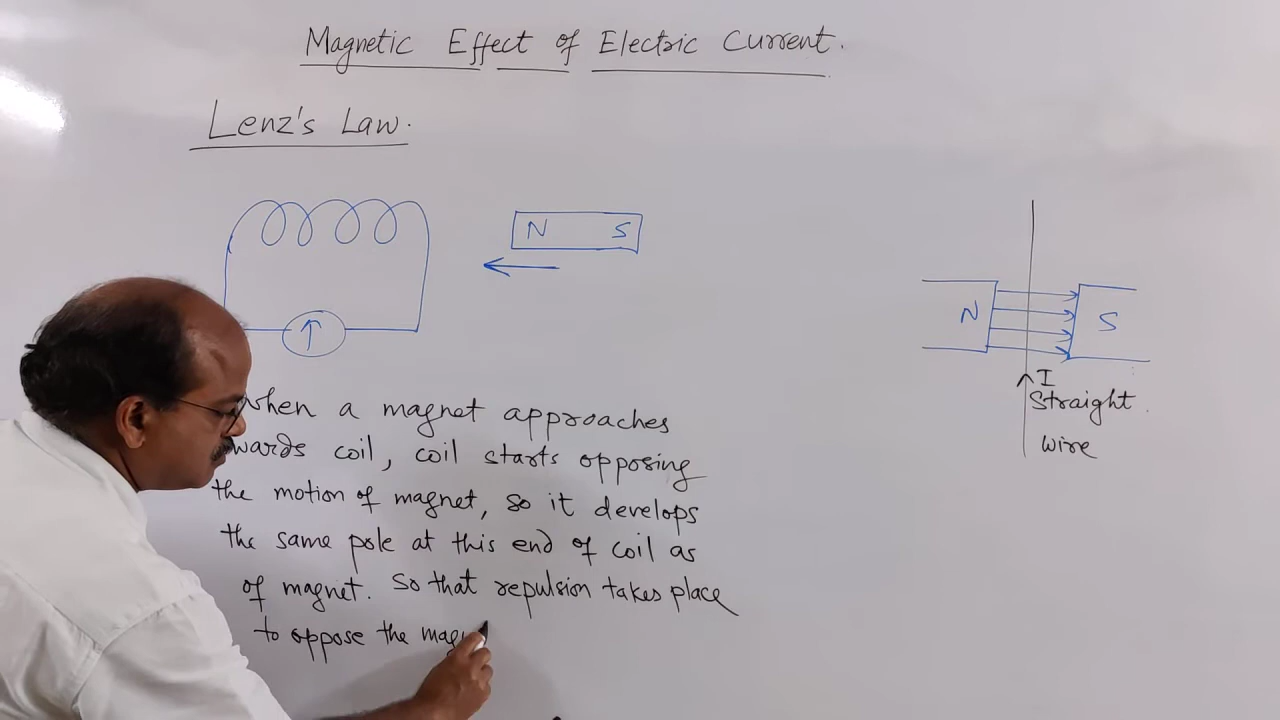 Magnetic Effect of Electric Current.
Lenz's Law.
N S
N S
I
Straight
wire
hen a magnet approaches
wards coil, coil starts opposing
the motion of magnet, so it develops
the same pole at this end of coil as
of magnet. So that repulsion takes place
to oppose the mag